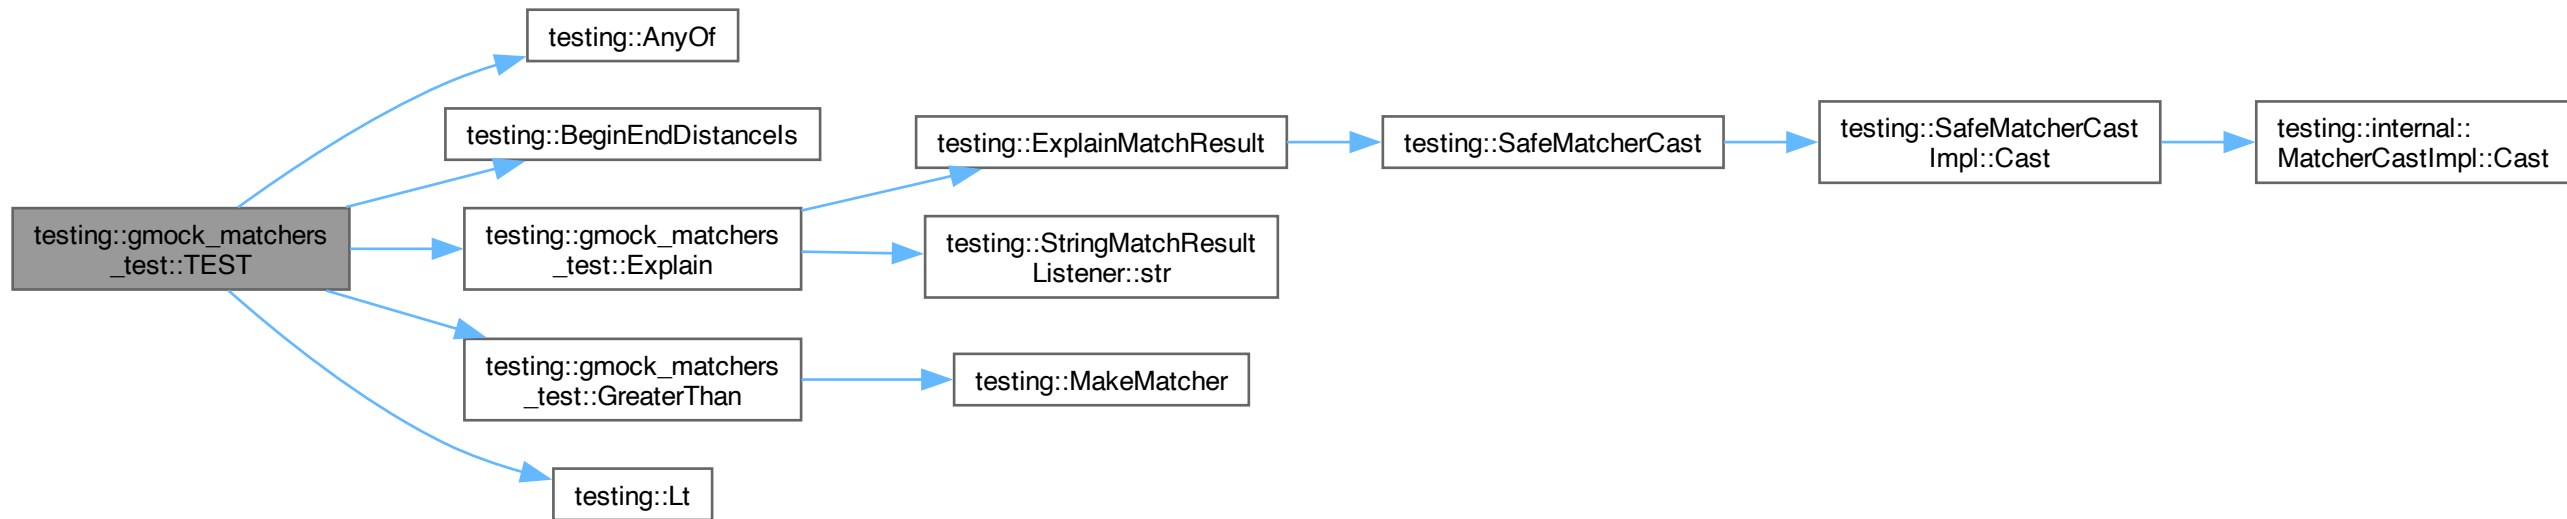 testing::AnyOf
testing::BeginEndDistanceIs
testing::gmock_matchers
_test::TEST
testing::gmock_matchers
_test::Explain
testing::ExplainMatchResult
testing::SafeMatcherCast
testing::SafeMatcherCast
Impl::Cast
testing::internal::
MatcherCastImpl::Cast
testing::StringMatchResult
Listener::str
testing::gmock_matchers
_test::GreaterThan
testing::MakeMatcher
testing::Lt